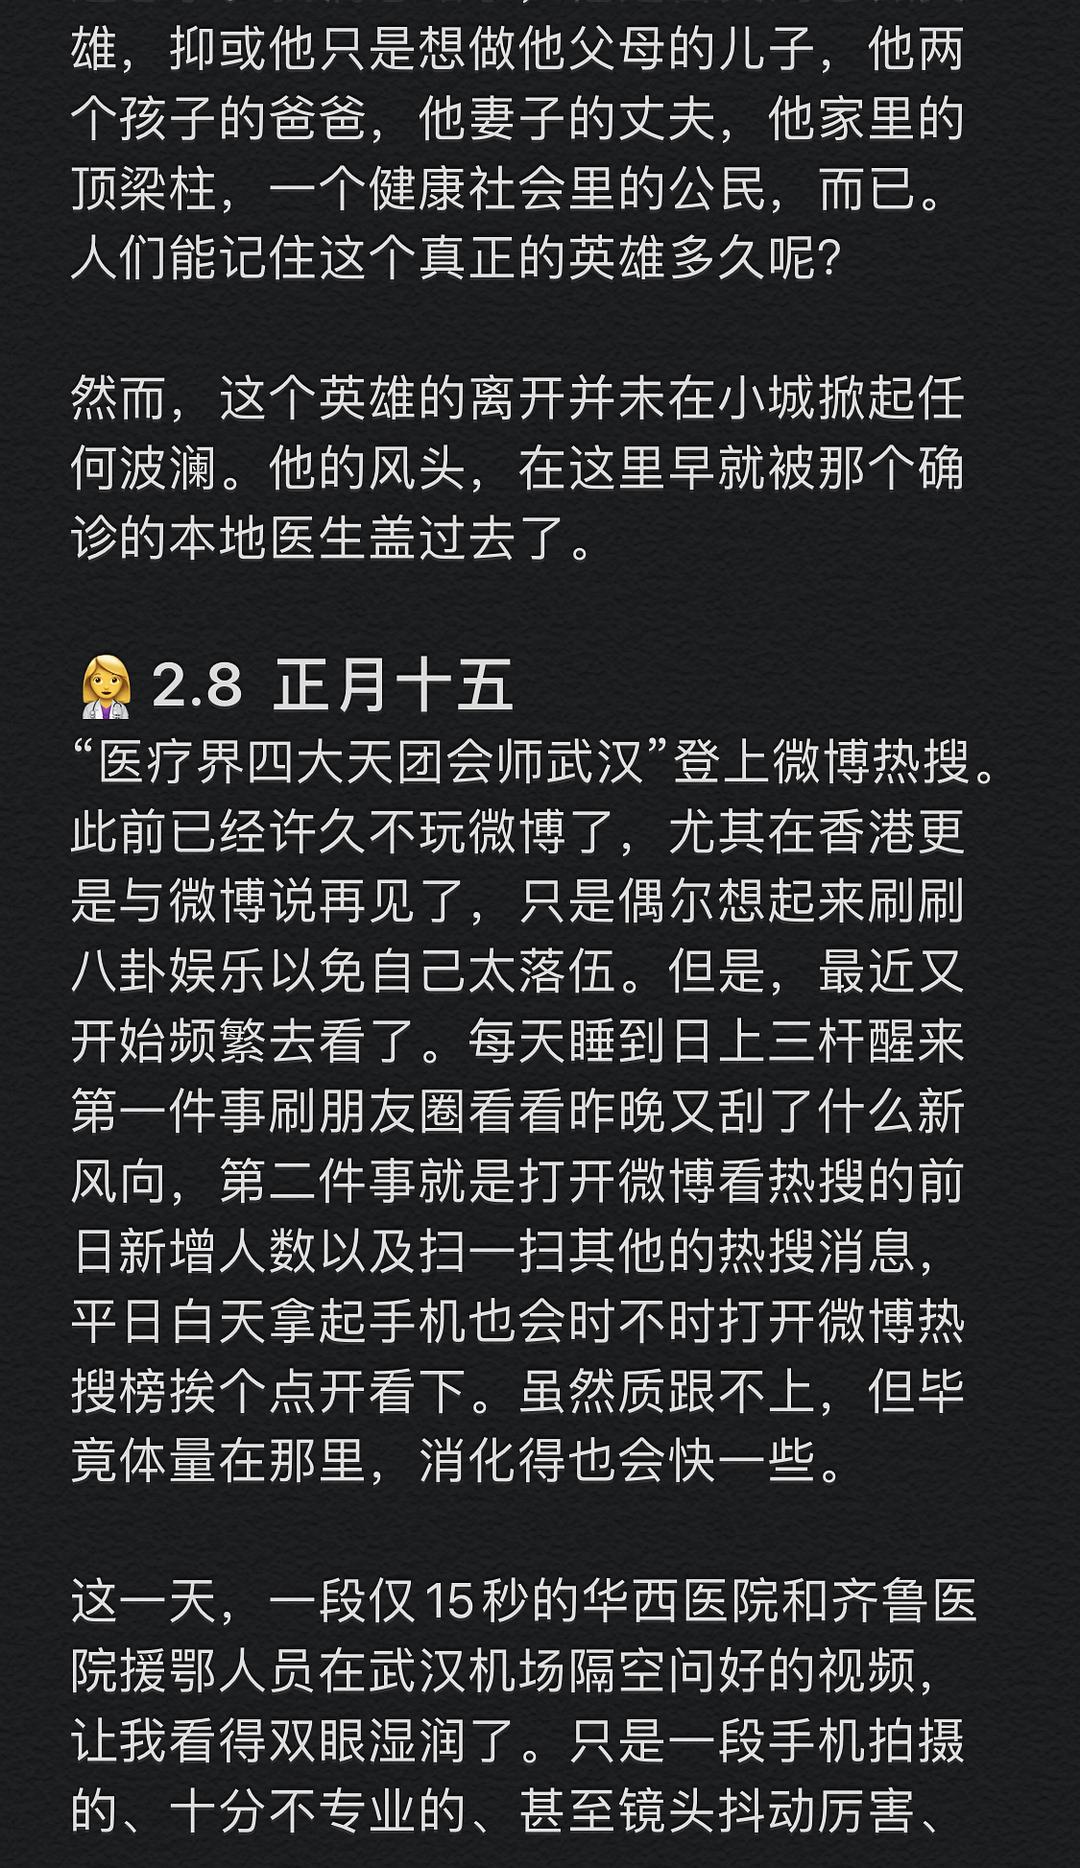 雄，抑或他只是想做他父母的儿子，他两
个孩子的爸爸，他妻子的丈夫，他家里的
顶梁柱，一个健康社会里的公民，而已。
人们能记住这个真正的英雄多久呢？
然而，这个英雄的离开并未在小城掀起任
何波澜。他的风头，在这里早就被那个确
诊的本地医生盖过去了。
👩‍⚕️2.8 正月十五
“医疗界四大天团会师武汉”登上微博热搜。
此前已经许久不玩微博了，尤其在香港更
是与微博说再见了，只是偶尔想起来刷刷
八卦娱乐以免自己太落伍。但是，最近又
开始频繁去看了。每天睡到日上三杆醒来
第一件事刷朋友圈看看昨晚又刮了什么新
风向，第二件事就是打开微博看热搜的前
日新增人数以及扫一扫其他的热搜消息，
平日白天拿起手机也会时不时打开微博热
搜榜挨个点开看下。虽然质跟不上，但毕
竟体量在那里，消化得也会快一些。
这一天，一段仅15秒的华西医院和齐鲁医
院援鄂人员在武汉机场隔空问好的视频，
让我看得双眼湿润了。只是一段手机拍摄
的、十分不专业的、甚至镜头抖动厉害、